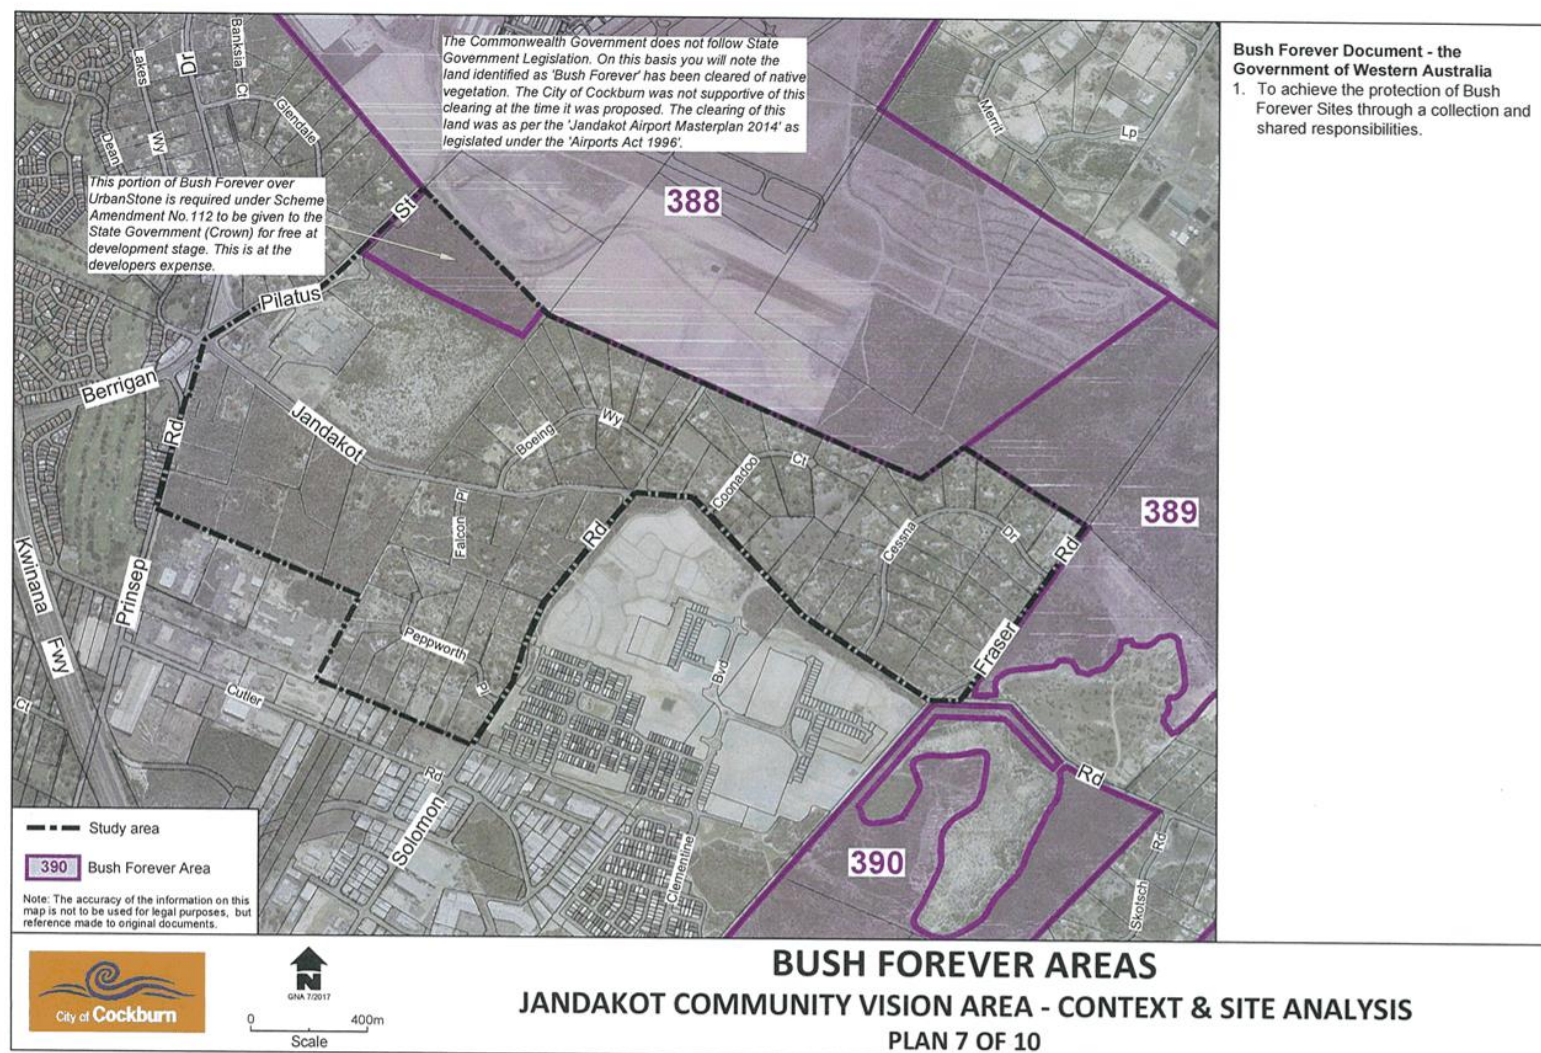 The Commonwealth Government does not follow State
Government Legislation. On this basis you will note the
land identified as 'Bush Forever' has been cleared of native
vegetation. The City of Cockburn was not supportive of this
clearing at the time it was proposed. The clearing of this
land was as per the 'Jandakot Airport Masterplan 2014' as
legislated under the 'Airports Act 1996'.
Bush Forever Document - the
Government of Western Australia
1. To achieve the protection of Bush
Forever Sites through a collection and
shared responsibilities.
Lakes
Wy
Dr
Banksia
Ct
Glendale
Dean
Merrit
Lp
This portion of Bush Forever over
UrbanStone is required under Scheme
Amendment No.112 to be given to the
State Government (Crown) for free at
development stage. This is at the
developers expense.
388
St
Pilatus
Berrigan
Rd
Jandakot
Boeing
Wy
Coonadoo
Ct
Falcon
Pl
Rd
Cessna
Dr
389
Rd
Kwinana
Fwy
Prinsep
Peppworth
Pl
Fraser
Bvd
Cutler
Ct
Rd
Rd
Solomon
Clementine
390
Rd
Skotsch
Study area
390 Bush Forever Area
Note: The accuracy of the information on this
map is not to be used for legal purposes, but
reference made to original documents.
City of Cockburn
N
GNA 7/2017
0 400m
Scale
BUSH FOREVER AREAS
JANDAKOT COMMUNITY VISION AREA - CONTEXT & SITE ANALYSIS
PLAN 7 OF 10